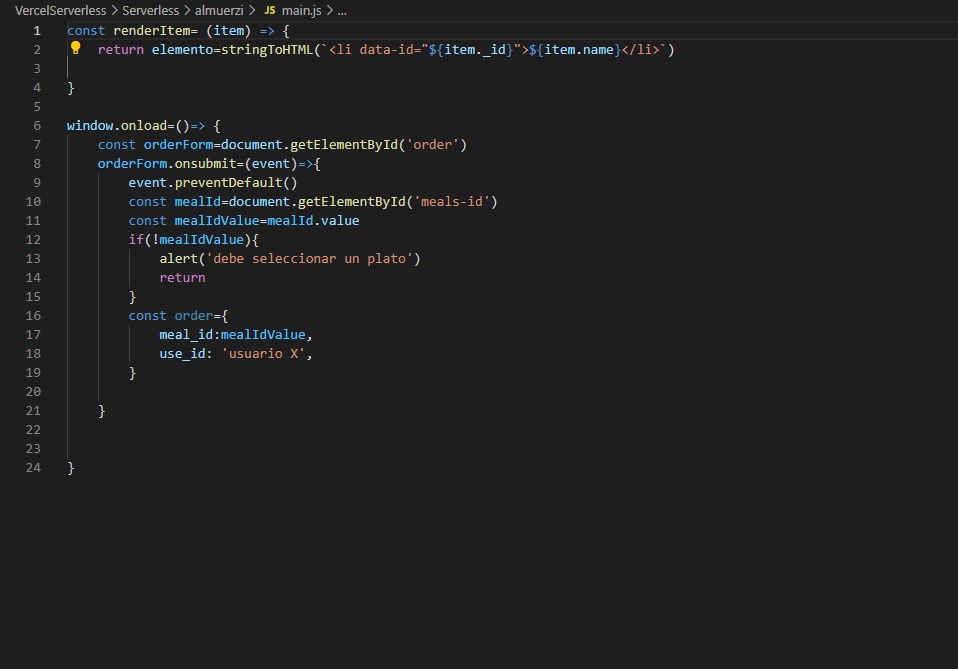 VercelServerless > Serverless > almuerzi > JS main.js > ...
1 const renderItem= (item) => {
2     return elemento=stringToHTML(`<li data-id="${item._id}">${item.name}</li>`)
3
4 }
5
6 window.onload=()=> {
7     const orderForm=document.getElementById('order')
8     orderForm.onsubmit=(event)=>{
9         event.preventDefault()
10         const mealId=document.getElementById('meals-id')
11         const mealIdValue=mealId.value
12         if(!mealIdValue){
13             alert('debe seleccionar un plato')
14             return
15         }
16         const order={
17             meal_id:mealIdValue,
18             use_id: 'usuario X',
19         }
20
21     }
22
23
24 }